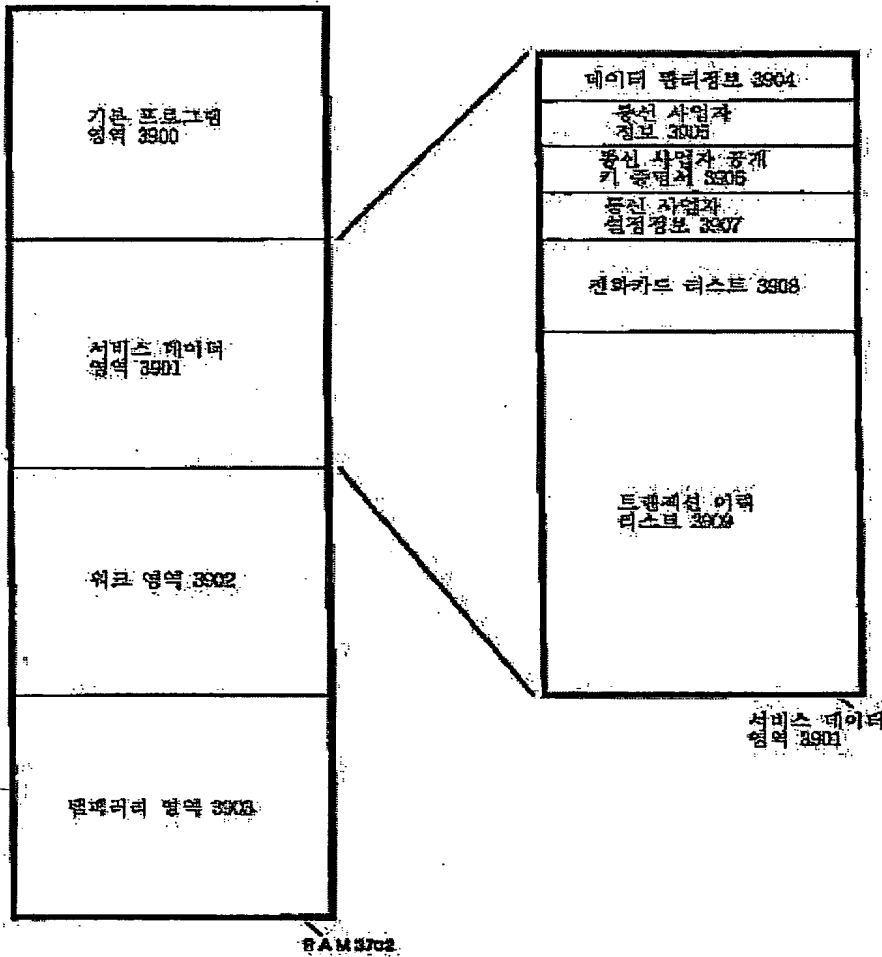 기본 프로그램
영역 3900
서비스 데이터
영역 3901
워크 영역 3902
템퍼러리 영역 3903
RAM 3702
데이터 관리정보 3904
통신 사업자
정보 3905
통신 사업자 공개
키 증명서 3906
통신 사업자
설정정보 3907
전화카드 리스트 3908
트랜잭션 이력
리스트 3909
서비스 데이터
영역 3901